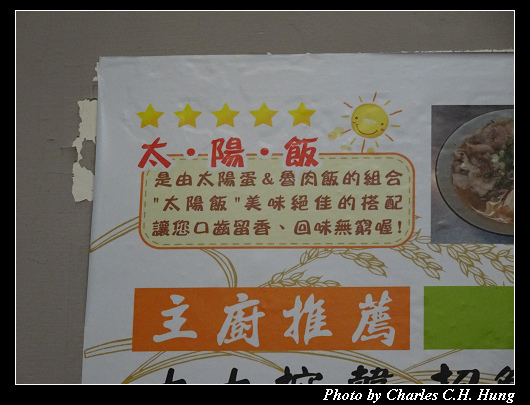 太・陽・飯
是由太陽蛋&魯肉飯的組合
"太陽飯"美味絕佳的搭配
讓您口齒留香、回味無窮喔!
主廚推薦
Photo by Charles C.H. Hung